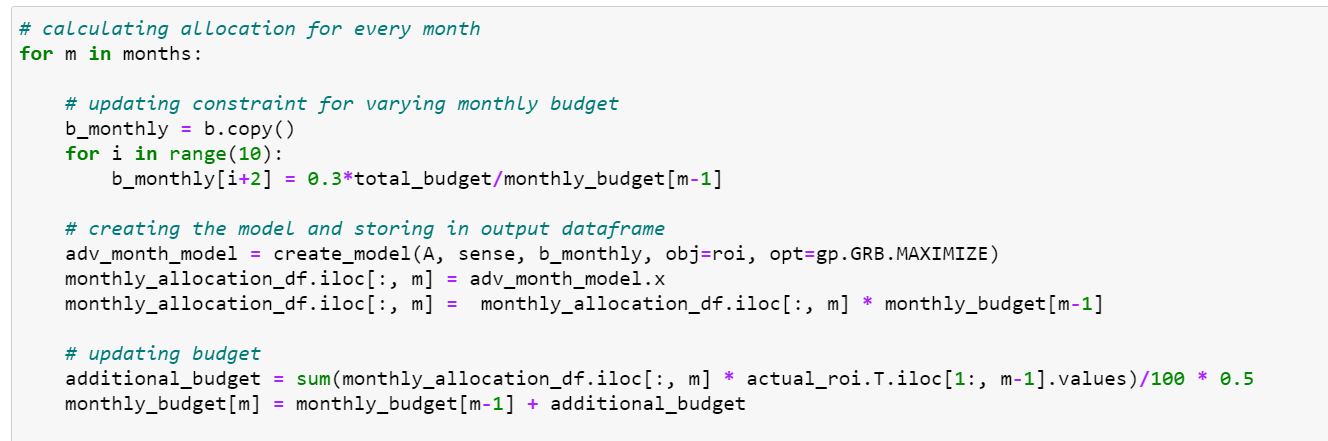 # calculating allocation for every month
for m in months:
    # updating constraint for varying monthly budget
    b_monthly = b.copy()
    for i in range(10):
        b_monthly[i+2] = 0.3*total_budget/monthly_budget[m-1]
    # creating the model and storing in output dataframe
    adv_month_model = create_model(A, sense, b_monthly, obj=roi, opt=gp.GRB.MAXIMIZE)
    monthly_allocation_df.iloc[:, m] = adv_month_model.x
    monthly_allocation_df.iloc[:, m] =  monthly_allocation_df.iloc[:, m] * monthly_budget[m-1]
    # updating budget
    additional_budget = sum(monthly_allocation_df.iloc[:, m] * actual_roi.T.iloc[1:, m-1].values)/100 * 0.5
    monthly_budget[m] = monthly_budget[m-1] + additional_budget